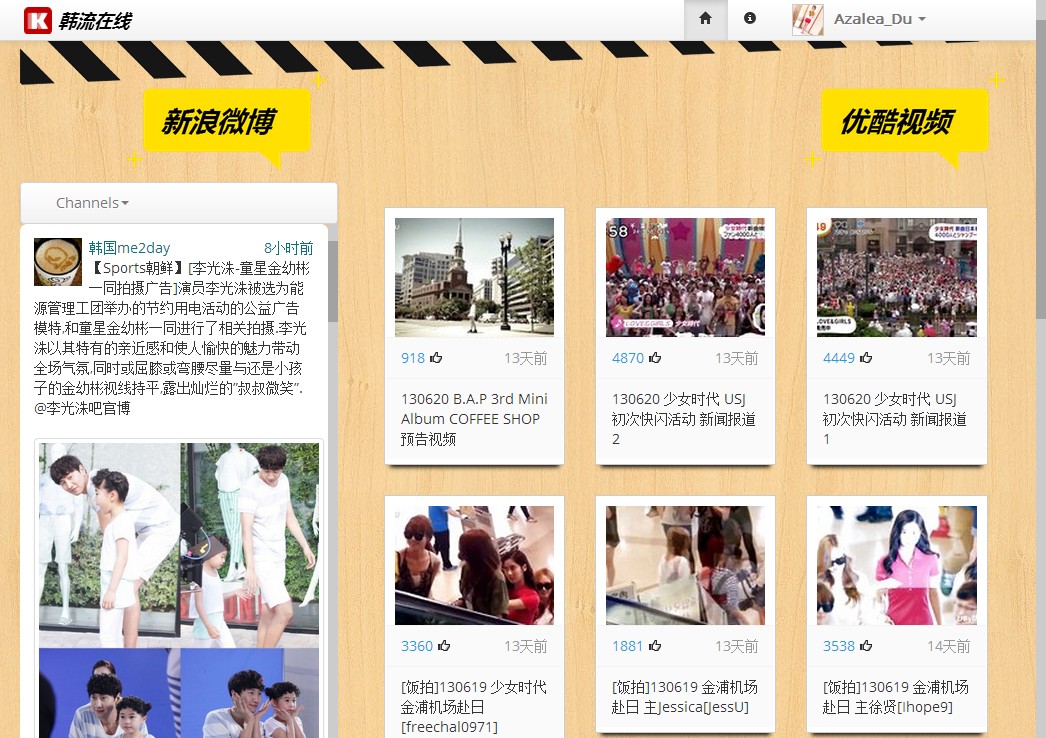 K 韩流在线
Azalea_Du
新浪微博
优酷视频
Channels
韩国me2day 8小时前
【Sports朝鲜】[李光洙-童星金幼彬
一同拍摄广告]演员李光洙被选为能
源管理工团举办的节约用电活动的公益广告
模特,和童星金幼彬一同进行了相关拍摄.李光
洙以其特有的亲近感和使人愉快的魅力带动
全场气氛,同时或屈膝或弯腰尽量与还是小孩
子的金幼彬视线持平,露出灿烂的”叔叔微笑”.
@李光洙吧官博
918 13天前
130620 B.A.P 3rd Mini
Album COFFEE SHOP
预告视频
58
LOVE&GIRLS 少女時代
4870 13天前
130620 少女时代 USJ
初次快闪活动 新闻报道
2
49
LOVE&GIRLS
4449 13天前
130620 少女时代 USJ
初次快闪活动 新闻报道
1
3360 13天前
[饭拍]130619 少女时代
金浦机场赴日
[freechal0971]
1881 13天前
[饭拍]130619 金浦机场
赴日 主Jessica[JessU]
3538 14天前
[饭拍]130619 金浦机场
赴日 主徐贤[Ihope9]